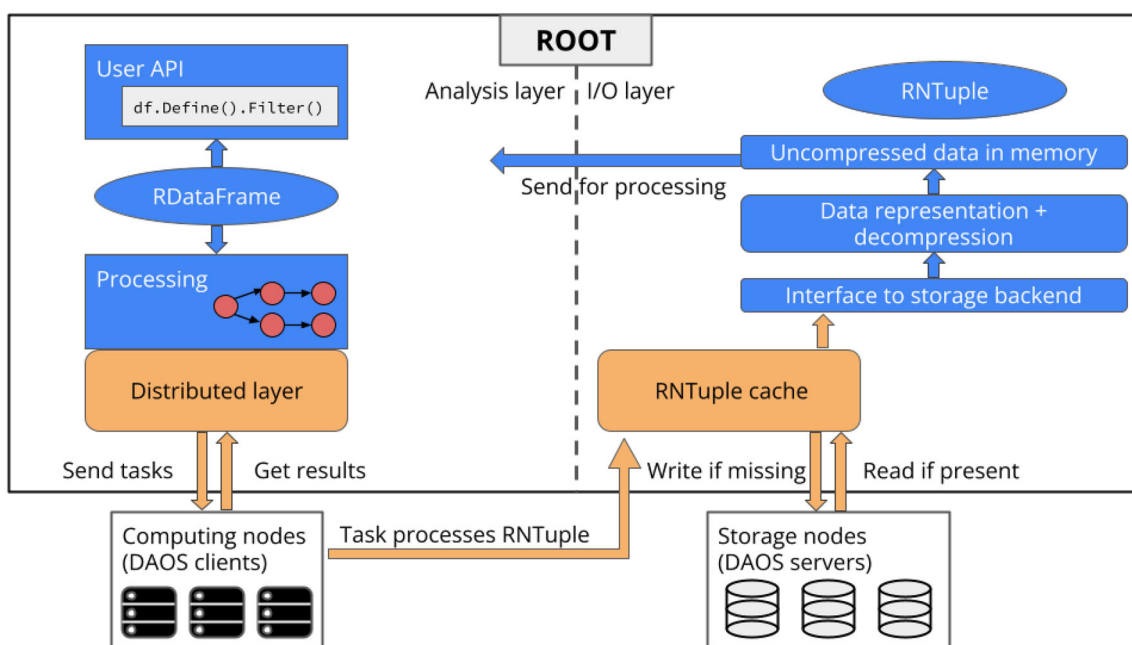 ROOT
User API
df.Define().Filter()
Analysis layer
I/O layer
RNTuple
RDataFrame
Uncompressed data in memory
Send for processing
Data representation +
decompression
Processing
Interface to storage backend
Distributed layer
RNTuple cache
Send tasks
Get results
Write if missing
Read if present
Computing nodes
(DAOS clients)
Task processes RNTuple
Storage nodes
(DAOS servers)